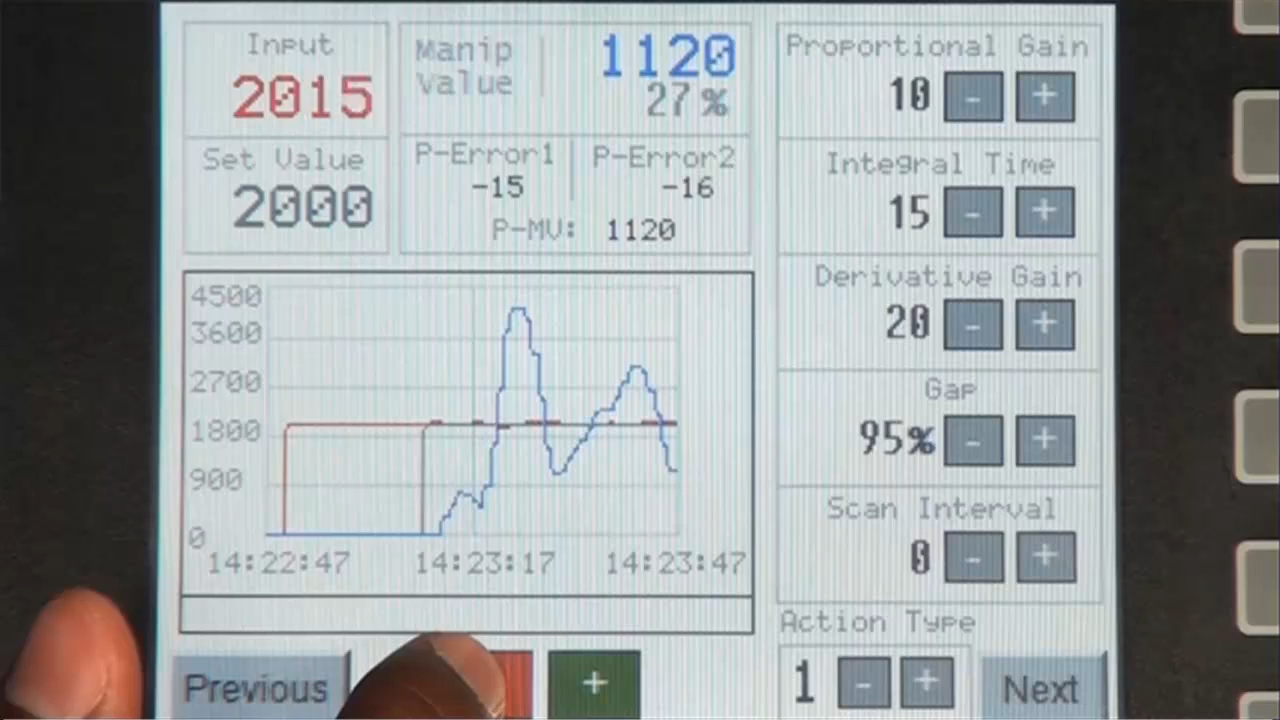 Input
2015
Set Value
2000
Manip
Value
1120
27%
P-Error1
-15
P-Error2
-16
P-MV: 1120
4500
3600
2700
1800
900
0
14:22:47 14:23:17 14:23:47
Previous
+
Proportional Gain
10 - +
Integral Time
15 - +
Derivative Gain
20 - +
Gap
95% - +
Scan Interval
0 - +
Action Type
1 - +
Next